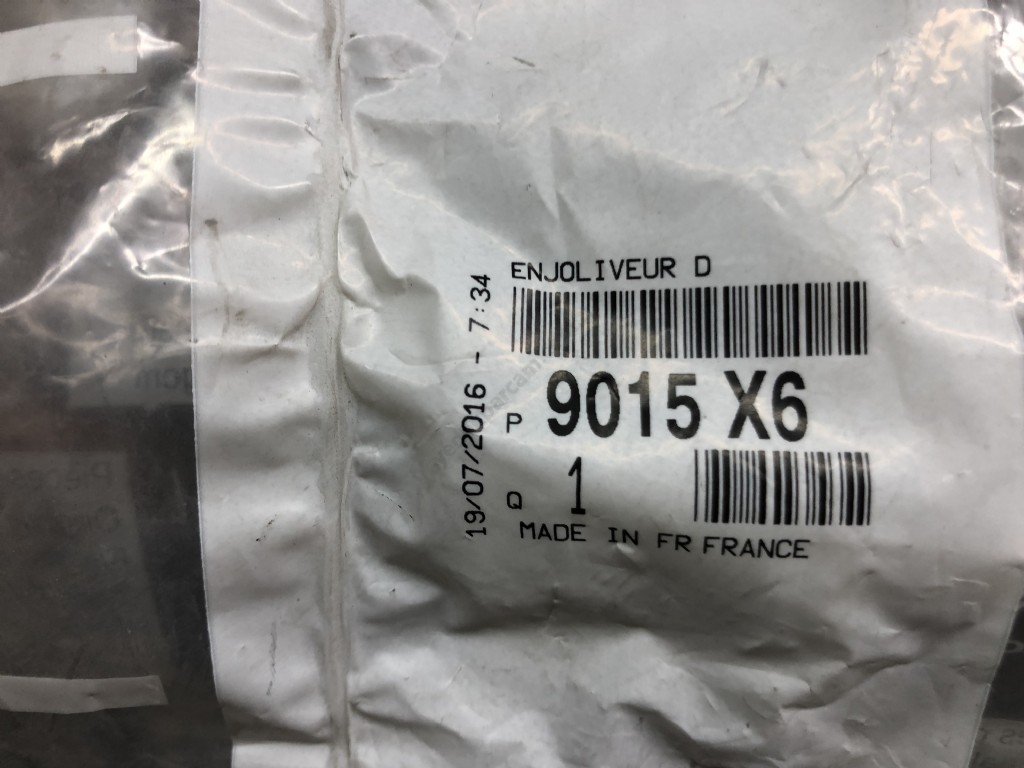 ENJOLIVEUR D
19/07/2016 - 7:34
P 9015 X6
Q 1
MADE IN FR FRANCE